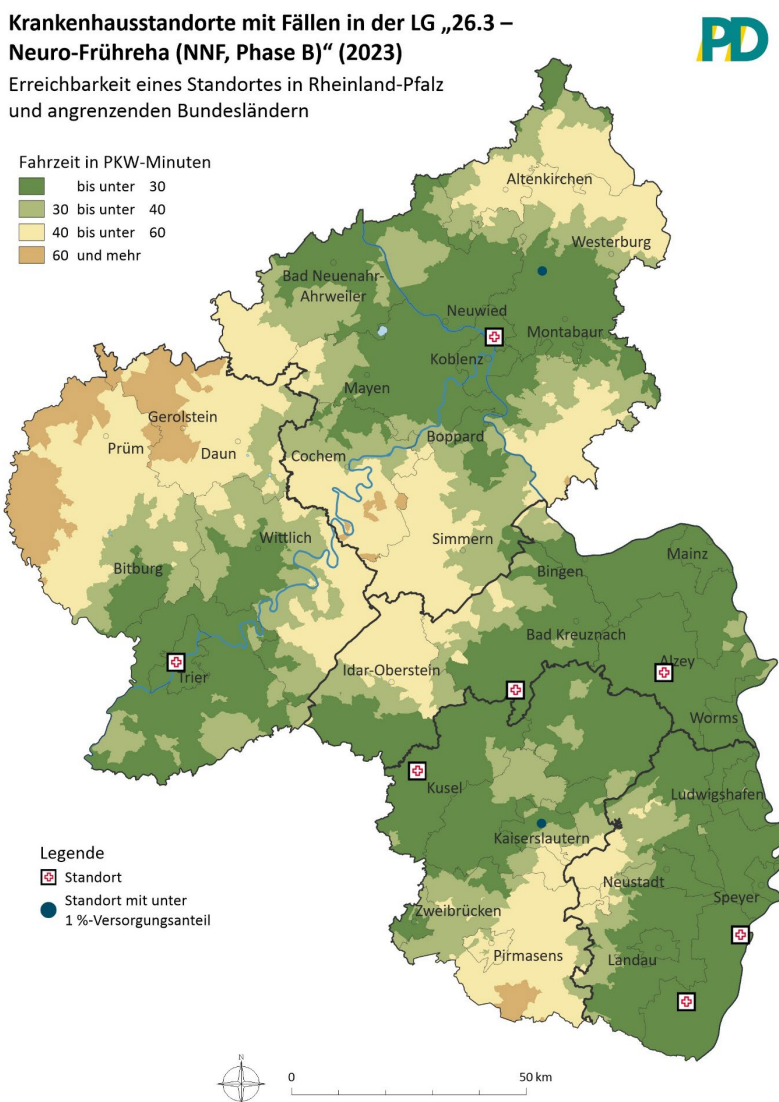 Krankenhausstandorte mit Fällen in der LG „26.3 –
Neuro-Frühreha (NNF, Phase B)“ (2023)
PD
Erreichbarkeit eines Standortes in Rheinland-Pfalz
und angrenzenden Bundesländern
Fahrzeit in PKW-Minuten
bis unter 30
30 bis unter 40
40 bis unter 60
60 und mehr
Altenkirchen
Westerburg
Bad Neuenahr-
Ahrweiler
Neuwied
Montabaur
Koblenz
Mayen
Gerolstein
Boppard
Prüm
Daun
Cochem
Wittlich
Simmern
Mainz
Bitburg
Bingen
Bad Kreuznach
Alzey
Idar-Oberstein
Trier
Worms
Kusel
Ludwigshafen
Kaiserslautern
Legende
Standort
Standort mit unter
1 %-Versorgungsanteil
Neustadt
Speyer
Zweibrücken
Pirmasens
Landau
N
0
50 km